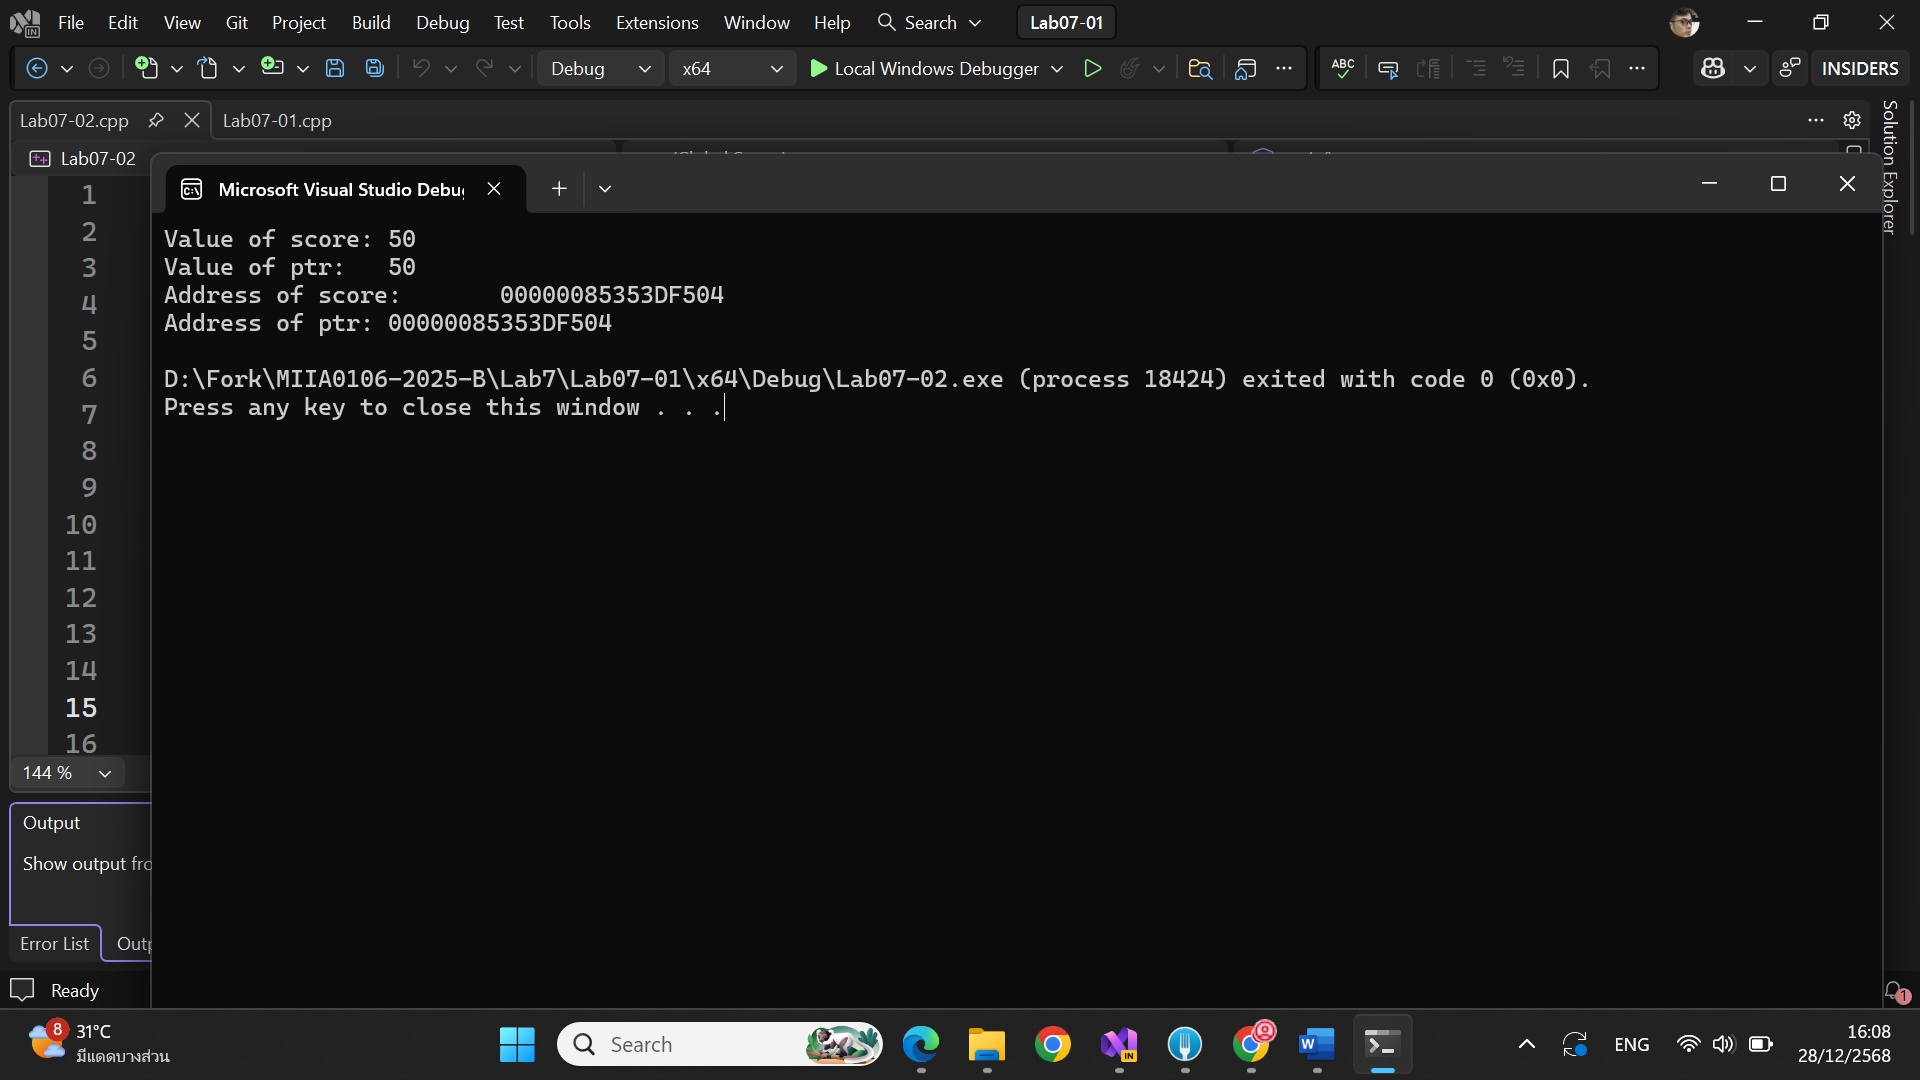 File Edit View Git Project Build Debug Test Tools Extensions Window Help Search Lab07-01
Debug x64 Local Windows Debugger ABC INSIDERS
Lab07-02.cpp Lab07-01.cpp
Lab07-02
Solution Explorer
Microsoft Visual Studio Debu
1
2
3
4
5
6
7
8
9
10
11
12
13
14
15
16
Value of score: 50
Value of ptr: 50
Address of score: 00000085353DF504
Address of ptr: 00000085353DF504
D:\Fork\MIIA0106-2025-B\Lab7\Lab07-01\x64\Debug\Lab07-02.exe (process 18424) exited with code 0 (0x0).
Press any key to close this window . . .
144 %
Output
Show output fro
Error List Outp
Ready
1
8 31°C
มีแดดบางส่วน
Search
IN
W
ENG
16:08
28/12/2568